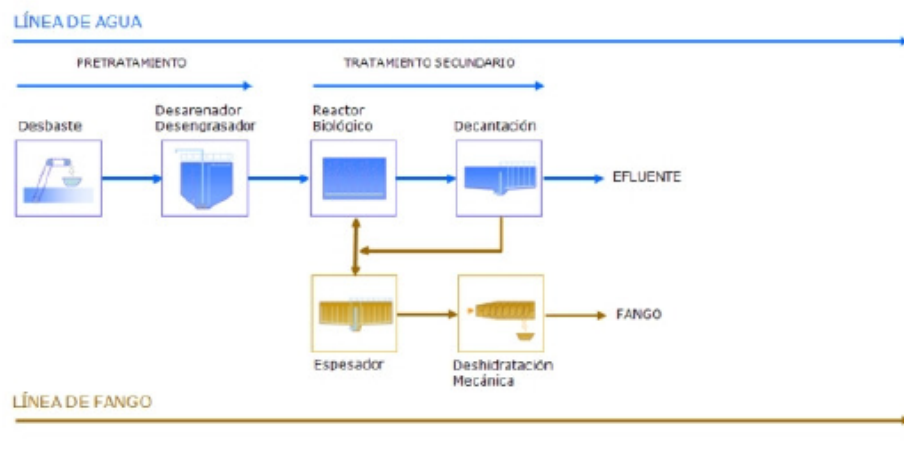 LÍNEA DE AGUA
PRETRATAMIENTO
TRATAMIENTO SECUNDARIO
Desbaste
Desarenador
Desengrasador
Reactor
Biológico
Decantación
EFLUENTE
FANGO
Espesador
Deshidratación
Mecánica
LÍNEA DE FANGO